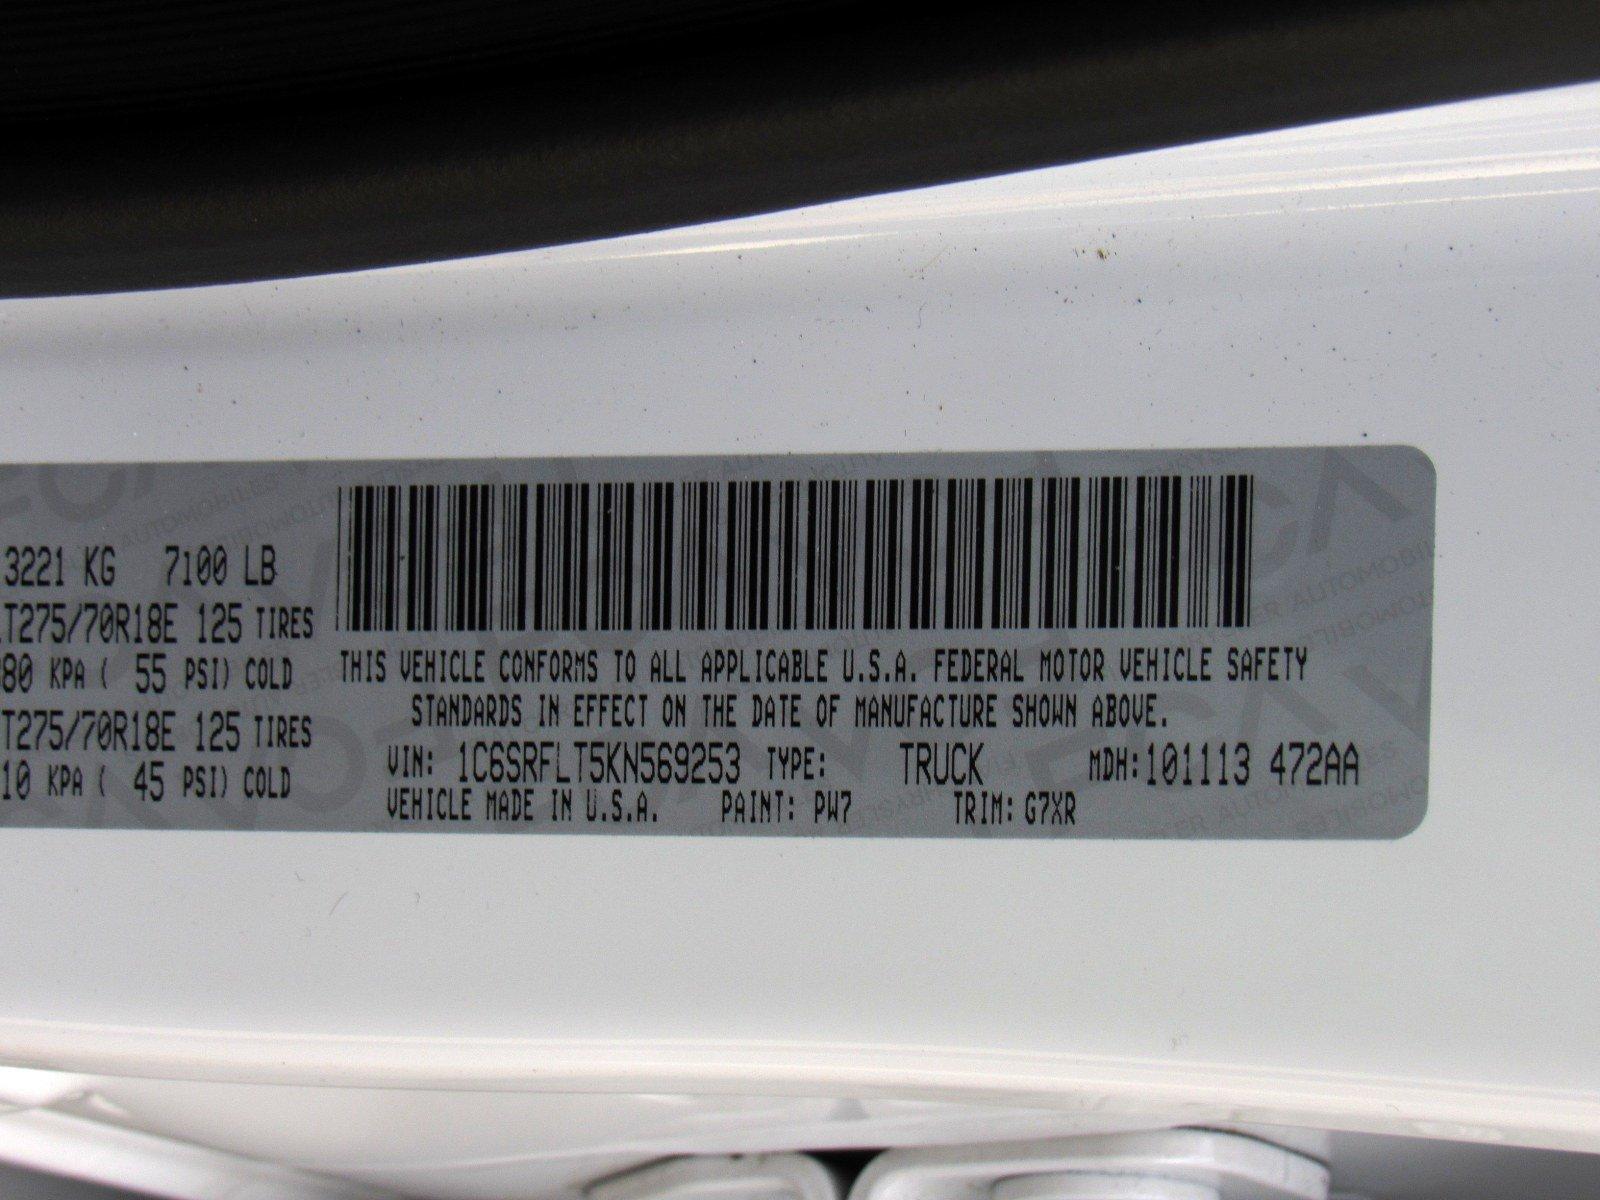 3221 KG 7100 LB
T275/70R18E 125 TIRES
80 KPA ( 55 PSI) COLD
T275/70R18E 125 TIRES
10 KPA ( 45 PSI) COLD
THIS VEHICLE CONFORMS TO ALL APPLICABLE U.S.A. FEDERAL MOTOR VEHICLE SAFETY
STANDARDS IN EFFECT ON THE DATE OF MANUFACTURE SHOWN ABOVE.
VIN: 1C6SRFLT5KN569253 TYPE: TRUCK MDH:101113 472AA
VEHICLE MADE IN U.S.A. PAINT: PW7 TRIM: G7XR